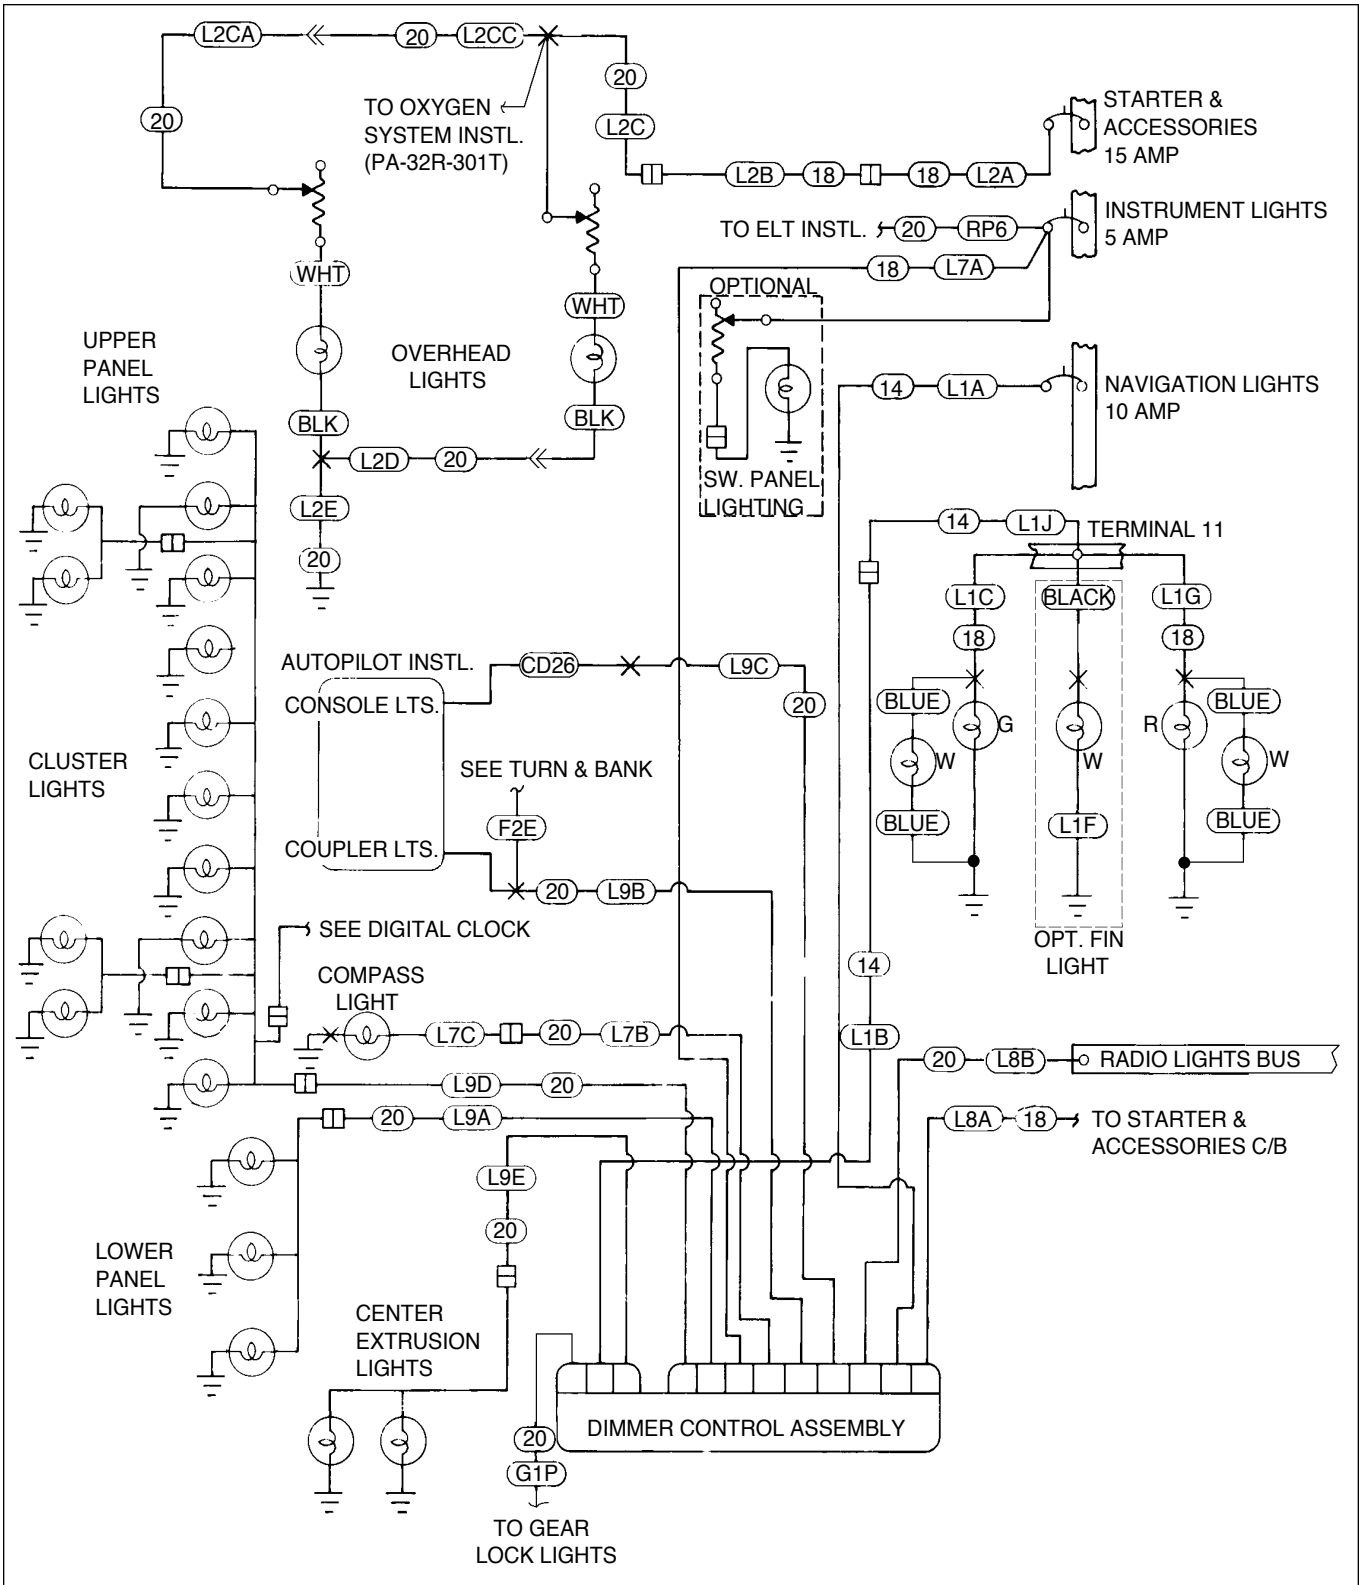 L2CA
20
L2CC
20
TO OXYGEN
SYSTEM INSTL.
(PA-32R-301T)
20
L2C
STARTER &
ACCESSORIES
15 AMP
L2B
18
18
L2A
INSTRUMENT LIGHTS
5 AMP
TO ELT INSTL.
20
RP6
18
L7A
WHT
WHT
OPTIONAL
UPPER
PANEL
LIGHTS
OVERHEAD
LIGHTS
14
L1A
NAVIGATION LIGHTS
10 AMP
BLK
BLK
L2D
20
SW. PANEL
LIGHTING
L2E
20
14
L1J
TERMINAL 11
L1C
BLACK
L1G
18
18
AUTOPILOT INSTL.
CONSOLE LTS.
CD26
L9C
20
BLUE
G
W
W
R
BLUE
W
CLUSTER
LIGHTS
SEE TURN & BANK
F2E
BLUE
L1F
BLUE
COUPLER LTS.
20
L9B
SEE DIGITAL CLOCK
OPT. FIN
LIGHT
14
COMPASS
LIGHT
L7C
20
L7B
L1B
20
L8B
RADIO LIGHTS BUS
L9D
20
20
L9A
L8A
18
TO STARTER &
ACCESSORIES C/B
L9E
20
LOWER
PANEL
LIGHTS
CENTER
EXTRUSION
LIGHTS
DIMMER CONTROL ASSEMBLY
20
G1P
TO GEAR
LOCK LIGHTS